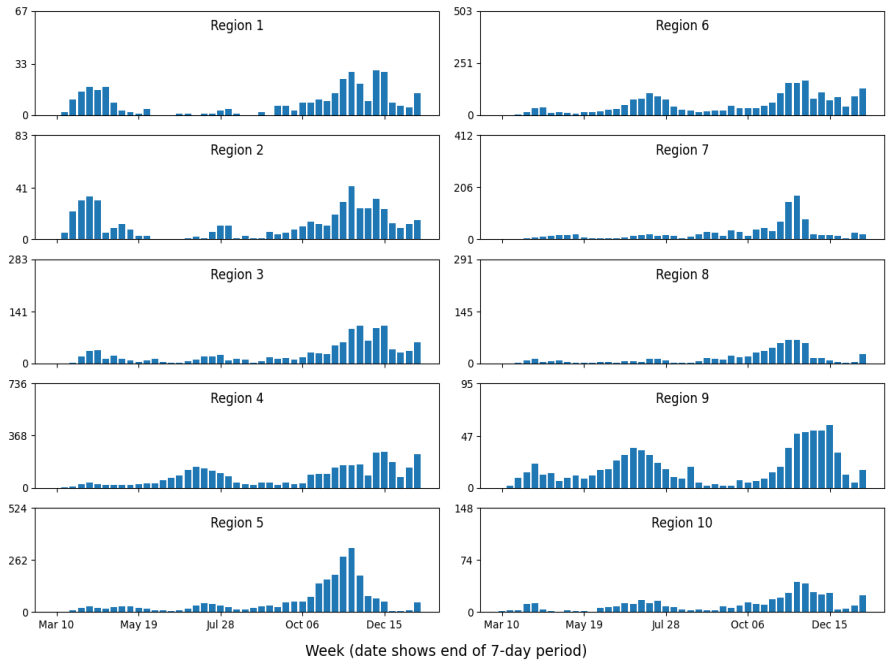 67
33
0
Region 1
503
251
0
Region 6
83
41
0
Region 2
412
206
0
Region 7
283
141
0
Region 3
291
145
0
Region 8
736
368
0
Region 4
95
47
0
Region 9
524
262
0
Region 5
148
74
0
Region 10
Mar 10 May 19 Jul 28 Oct 06 Dec 15
Mar 10 May 19 Jul 28 Oct 06 Dec 15
Week (date shows end of 7-day period)